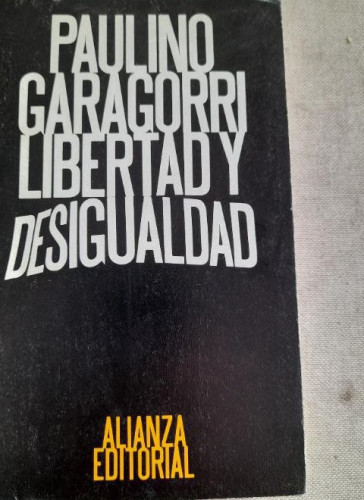 PAULINO
GARAGORRI
LIBERTAD Y
DESIGUALDAD
ALIANZA
EDITORIAL